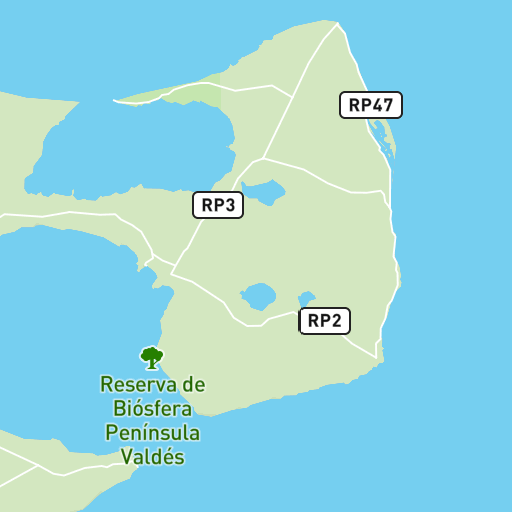 RP47
RP3
RP2
Reserva de
Biósfera
Península
Valdés